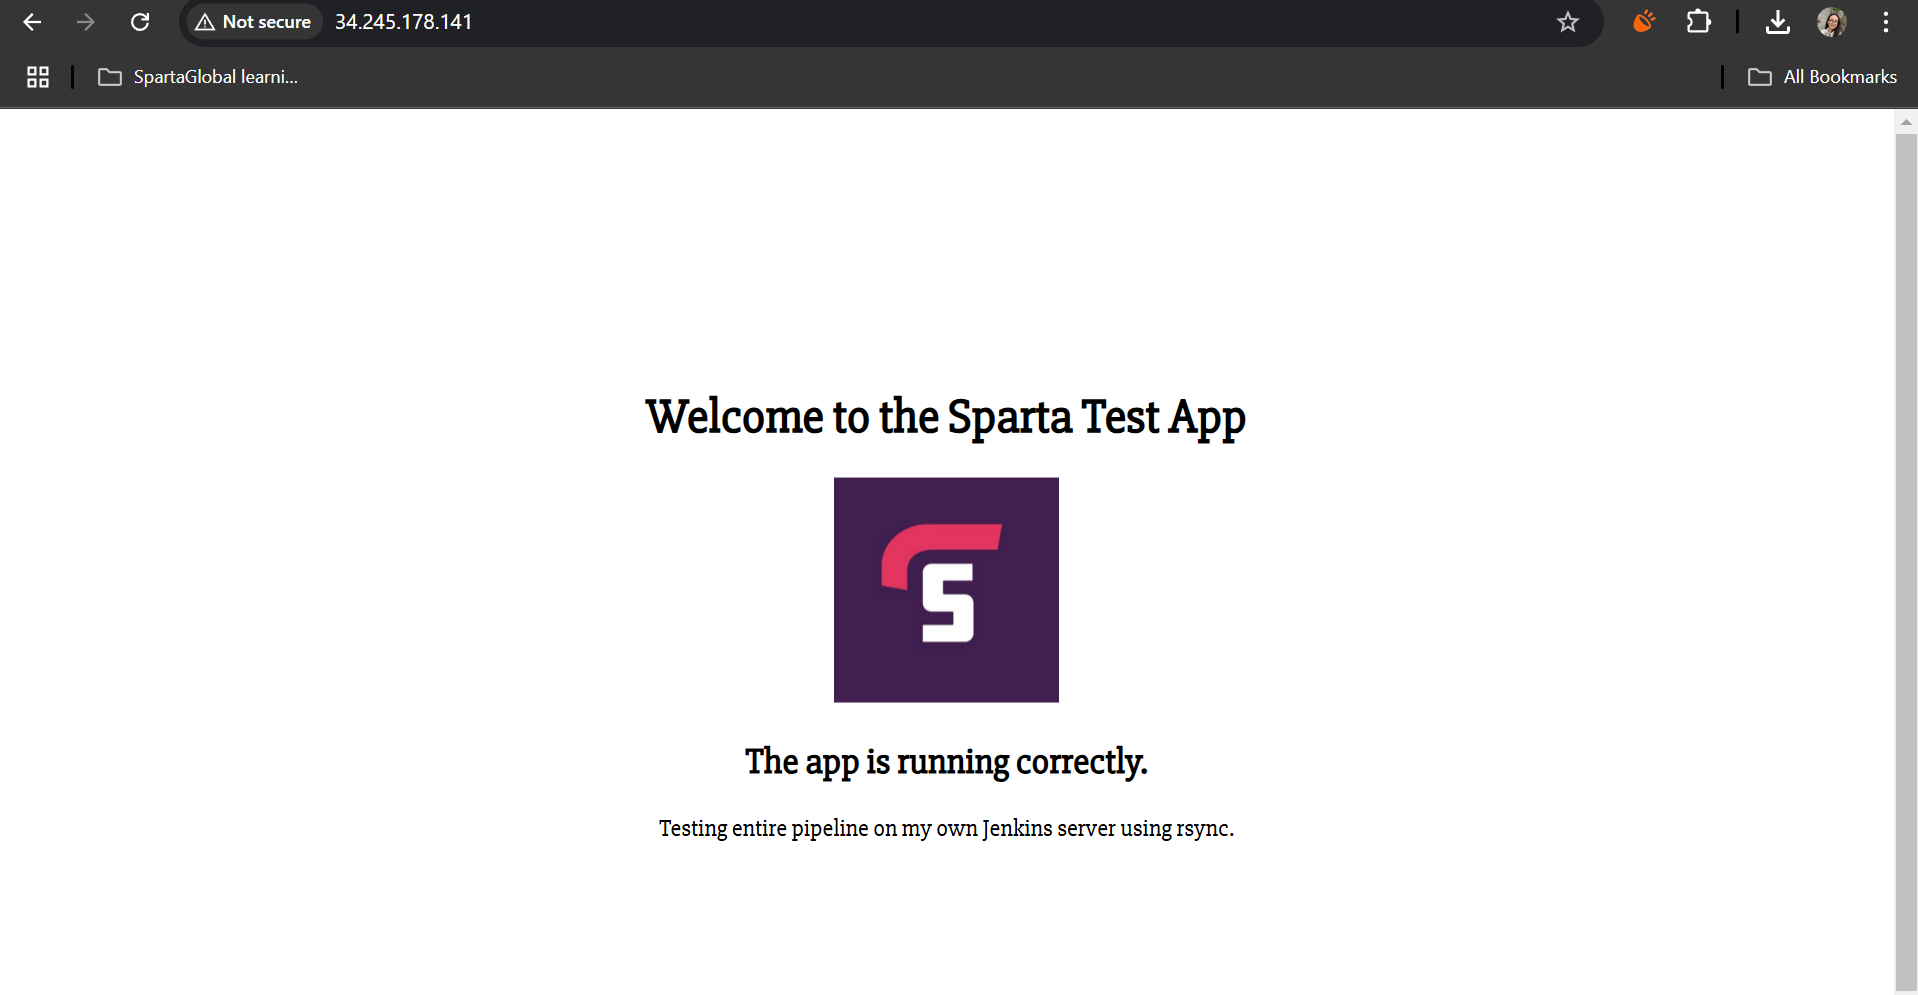 Not secure
34.245.178.141
SpartaGlobal learni...
All Bookmarks
Welcome to the Sparta Test App
S
The app is running correctly.
Testing entire pipeline on my own Jenkins server using rsync.